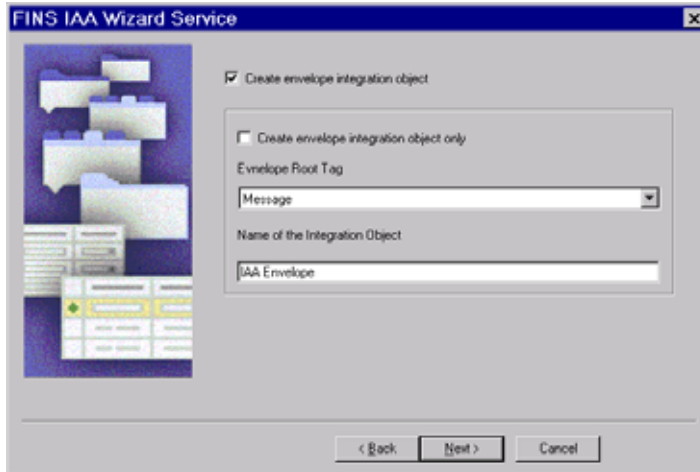 FINS IAA Wizard Service
Create envelope integration object
Create envelope integration object only
Evnelope Root Tag
Message
Name of the Integration Object
IAA Envelope
< Back
Next >
Cancel